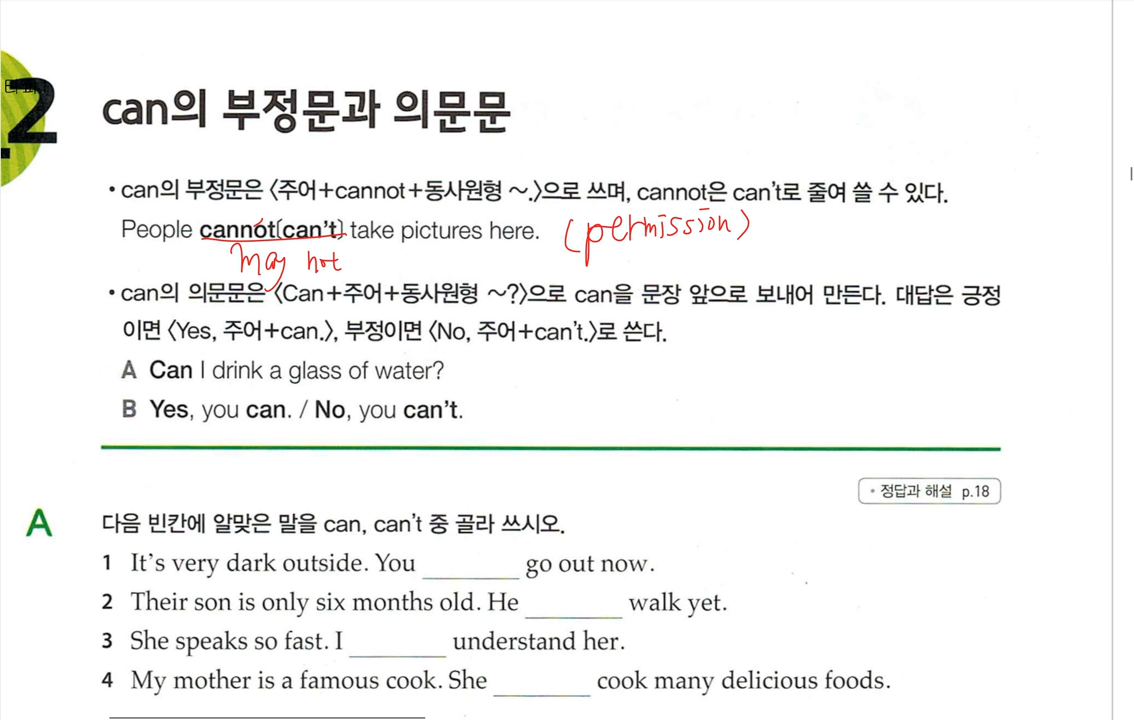 2
can의 부정문과 의문문
• can의 부정문은 〈주어+cannot+동사원형 ~.〉으로 쓰며, cannot은 can't로 줄여 쓸 수 있다.
People cannot[can't] take pictures here. (permission)
may not
• can의 의문문은 〈Can+주어+동사원형 ~?〉으로 can을 문장 앞으로 보내어 만든다. 대답은 긍정
이면 〈Yes, 주어+can.〉, 부정이면 〈No, 주어+can't.〉로 쓴다.
A Can I drink a glass of water?
B Yes, you can. / No, you can't.
• 정답과 해설 p.18
A 다음 빈칸에 알맞은 말을 can, can't 중 골라 쓰시오.
1 It's very dark outside. You ________ go out now.
2 Their son is only six months old. He ________ walk yet.
3 She speaks so fast. I ________ understand her.
4 My mother is a famous cook. She ________ cook many delicious foods.